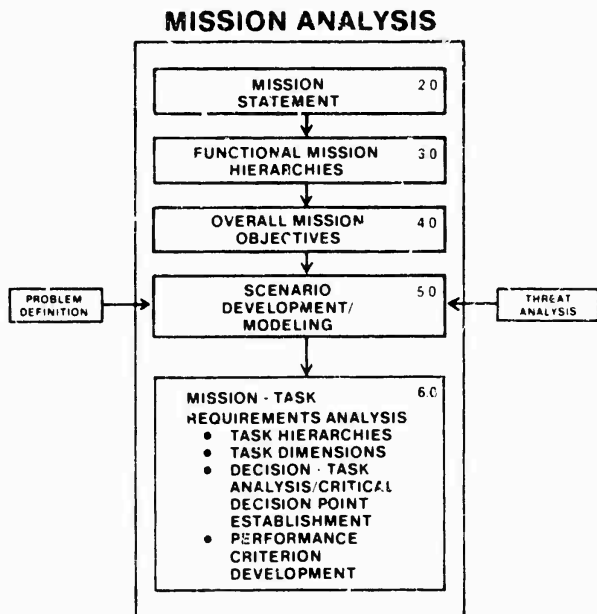 MISSION ANALYSIS
MISSION 2.0
STATEMENT
FUNCTIONAL MISSION 3.0
HIERARCHIES
OVERALL MISSION 4.0
OBJECTIVES
SCENARIO 5.0
DEVELOPMENT/
MODELING
PROBLEM
DEFINITION
THREAT
ANALYSIS
MISSION - TASK 6.0
REQUIREMENTS ANALYSIS
● TASK HIERARCHIES
● TASK DIMENSIONS
● DECISION - TASK
ANALYSIS/CRITICAL
DECISION POINT
ESTABLISHMENT
● PERFORMANCE
CRITERION
DEVELOPMENT